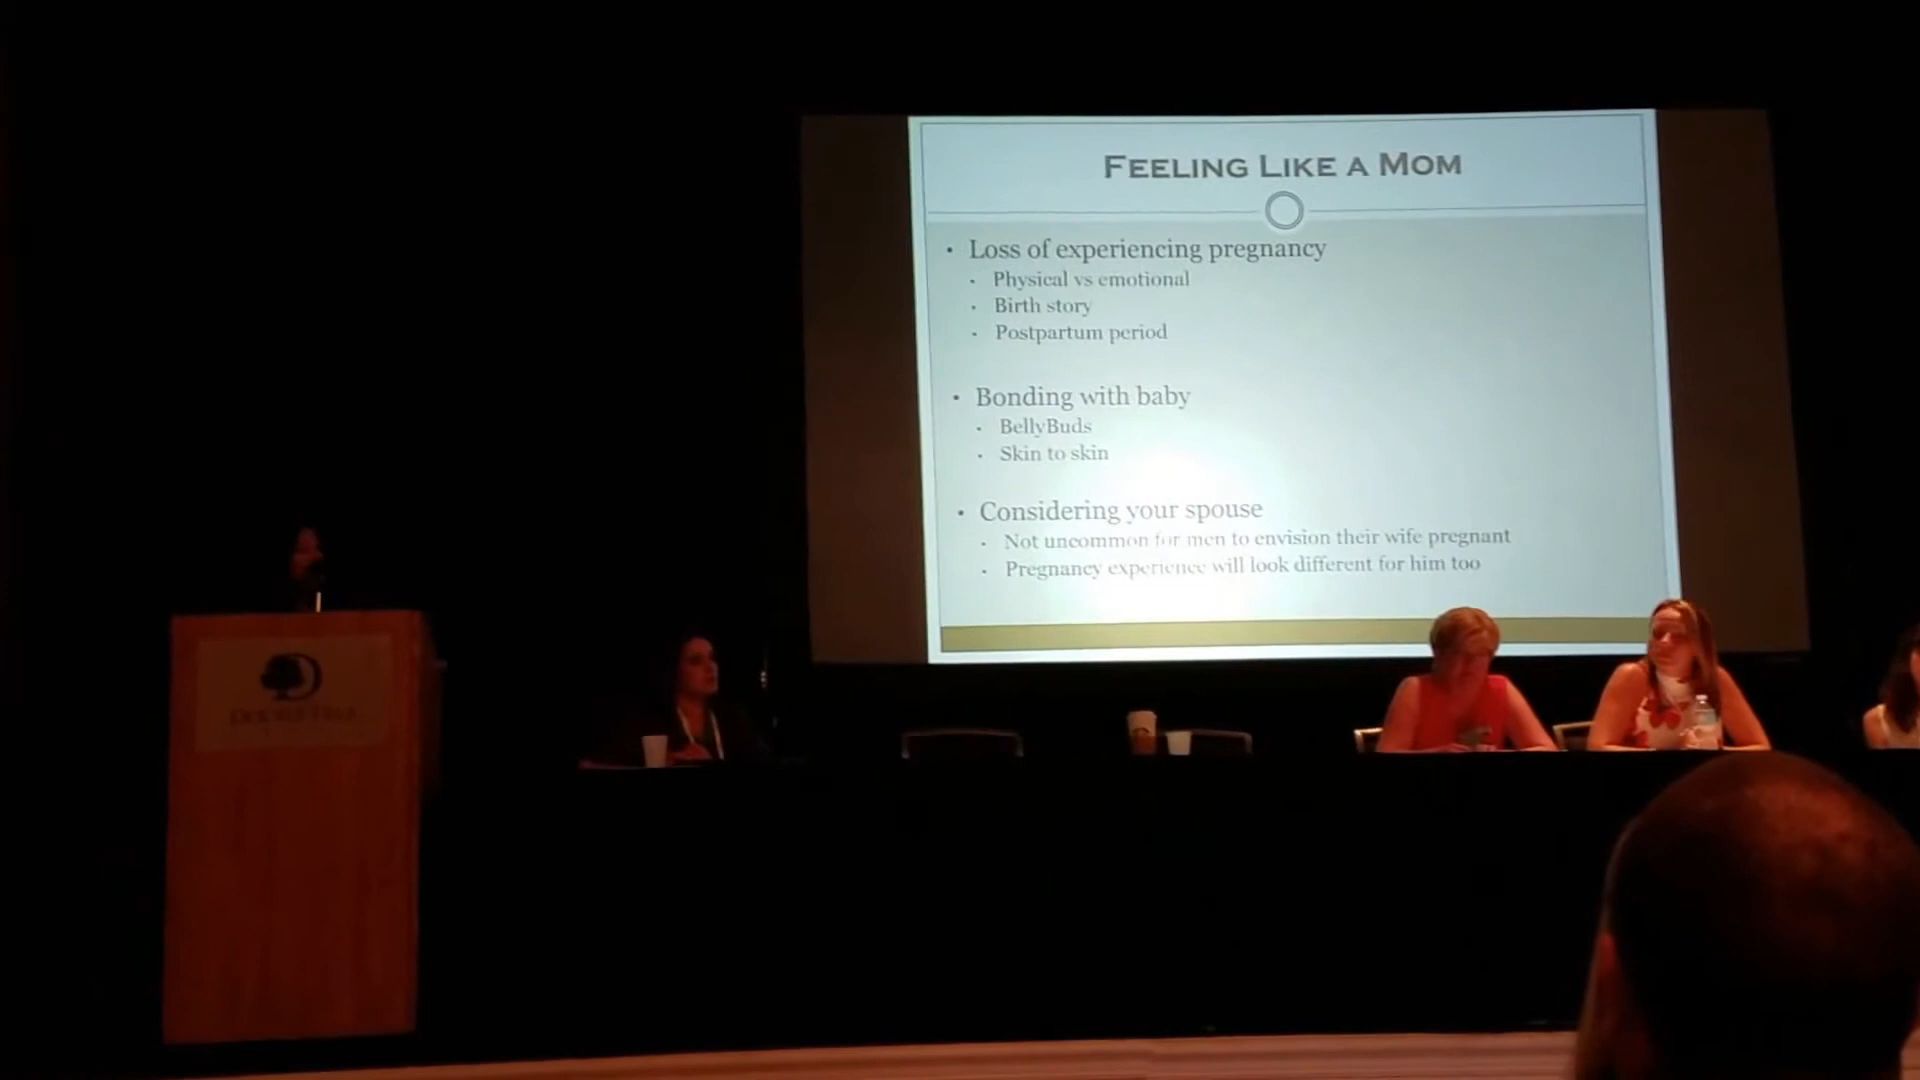 FEELING LIKE A MOM
• Loss of experiencing pregnancy
• Physical vs emotional
• Birth story
• Postpartum period
• Bonding with baby
• BellyBuds
• Skin to skin
• Considering your spouse
• Not uncommon for men to envision their wife pregnant
• Pregnancy experience will look different for him too
D